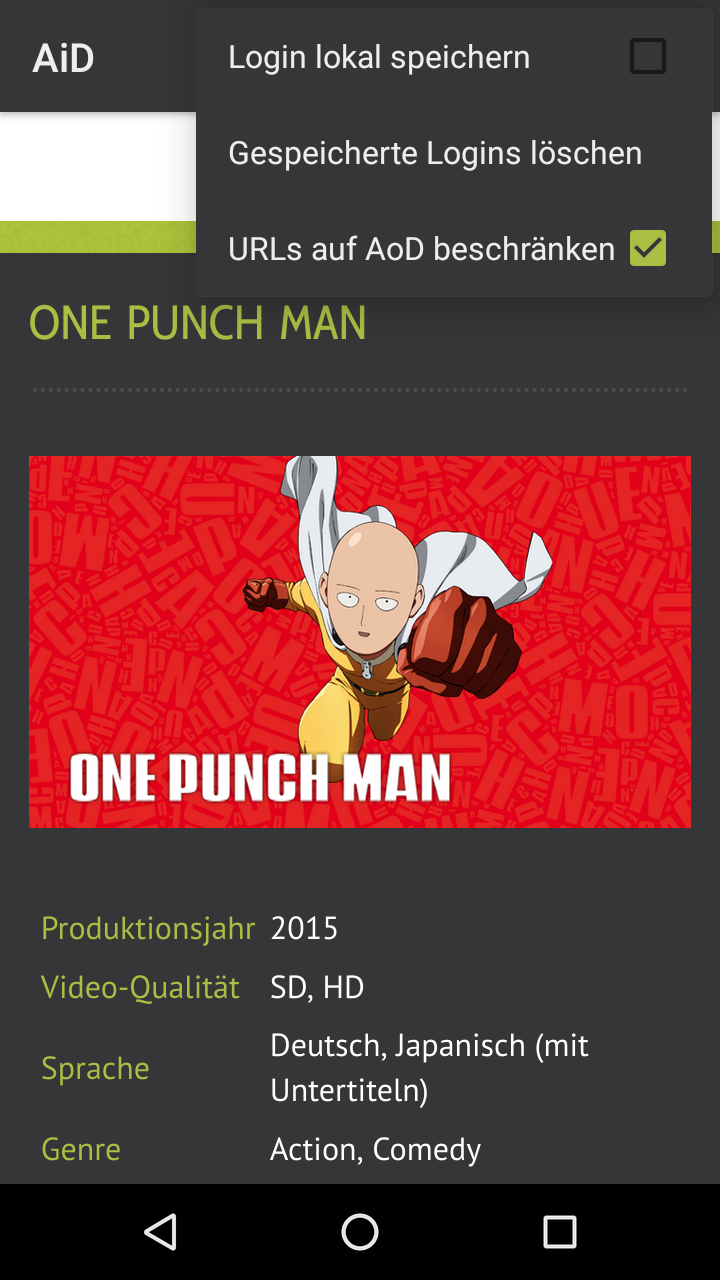 AiD
Login lokal speichern
Gespeicherte Logins löschen
URLs auf AoD beschränken
ONE PUNCH MAN
ONE PUNCH MAN
Produktionsjahr 2015
Video-Qualität SD, HD
Sprache Deutsch, Japanisch (mit
Untertiteln)
Genre Action, Comedy